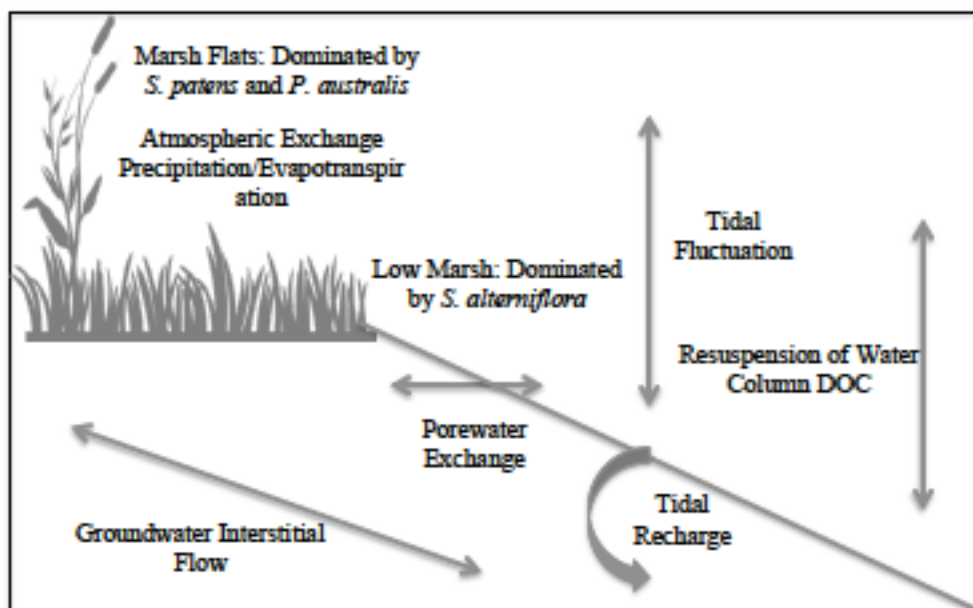 Marsh Flats: Dominated by
S. patens and P. australis
Atmospheric Exchange
Precipitation/Evapotranspir
ation
Low Marsh: Dominated
by S. alterniflora
Tidal
Fluctuation
Resuspension of Water
Column DOC
Porewater
Exchange
Tidal
Recharge
Groundwater Interstitial
Flow